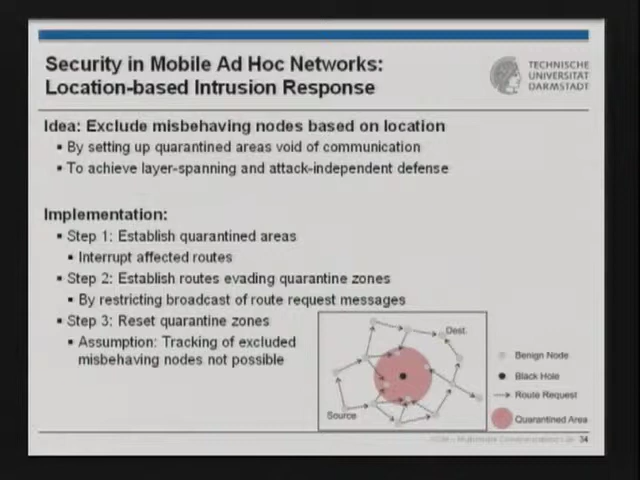 Security in Mobile Ad Hoc Networks:
Location-based Intrusion Response
TECHNISCHE
UNIVERSITÄT
DARMSTADT
Idea: Exclude misbehaving nodes based on location
▪ By setting up quarantined areas void of communication
▪ To achieve layer-spanning and attack-independent defense
Implementation:
▪ Step 1: Establish quarantined areas
▪ Interrupt affected routes
▪ Step 2: Establish routes evading quarantine zones
▪ By restricting broadcast of route request messages
▪ Step 3: Reset quarantine zones
▪ Assumption: Tracking of excluded
misbehaving nodes not possible
Dest.
Source
Benign Node
Black Hole
Route Request
Quarantined Area
34